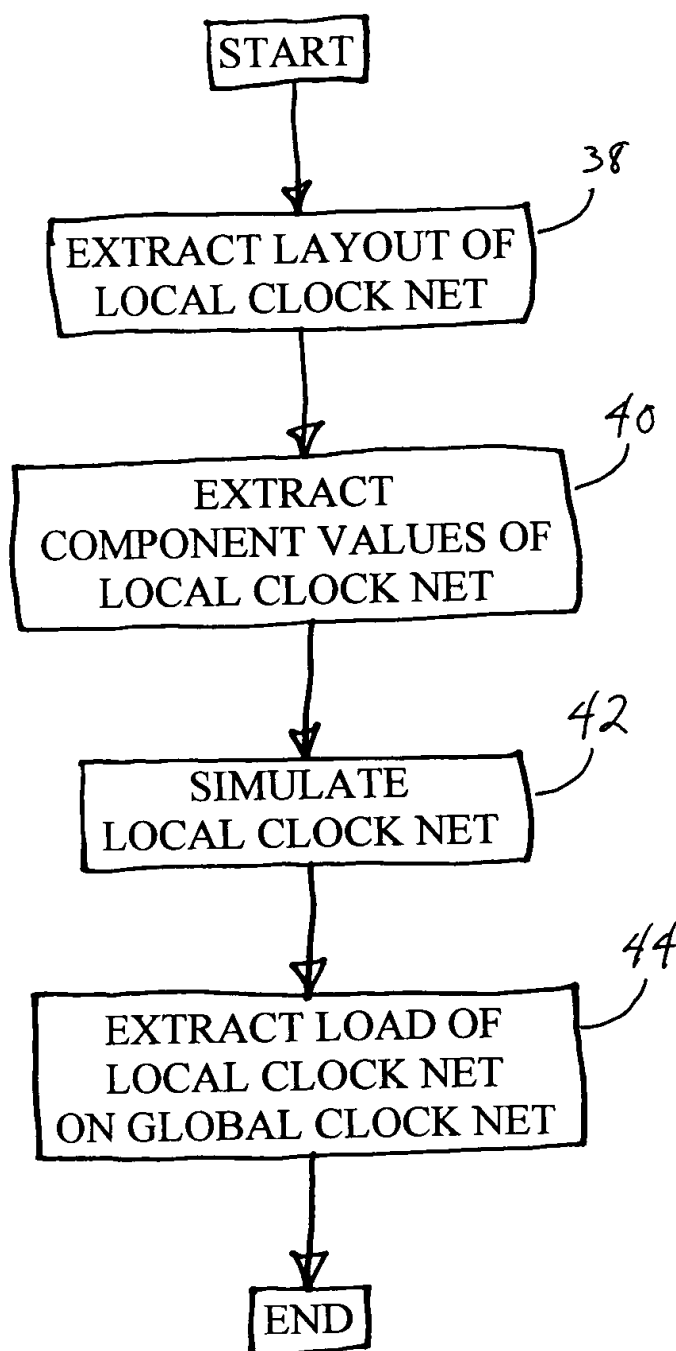 START
38
EXTRACT LAYOUT OF
LOCAL CLOCK NET
40
EXTRACT
COMPONENT VALUES OF
LOCAL CLOCK NET
42
SIMULATE
LOCAL CLOCK NET
44
EXTRACT LOAD OF
LOCAL CLOCK NET
ON GLOBAL CLOCK NET
END